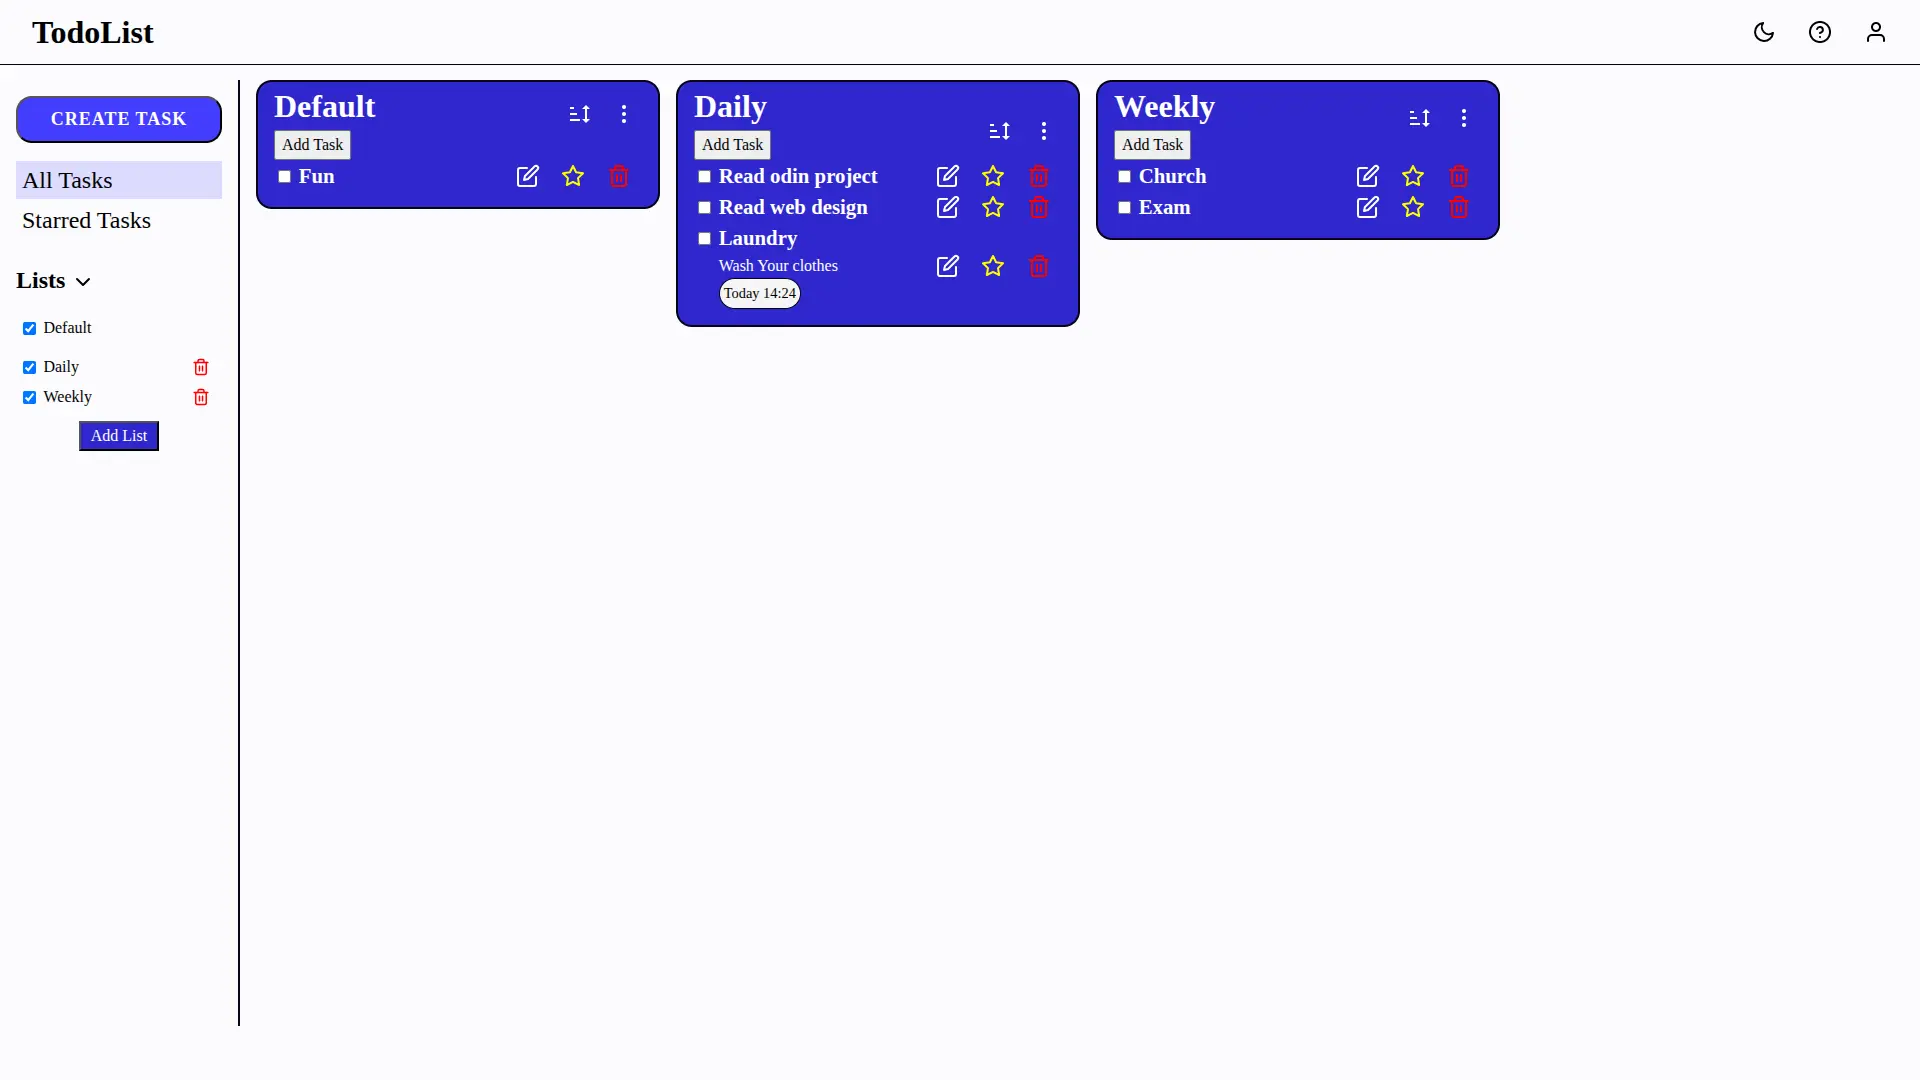 TodoList
CREATE TASK
All Tasks
Starred Tasks
Lists
Default
Daily
Weekly
Add List
Default
Add Task
Fun
Daily
Add Task
Read odin project
Read web design
Laundry
Wash Your clothes
Today 14:24
Weekly
Add Task
Church
Exam